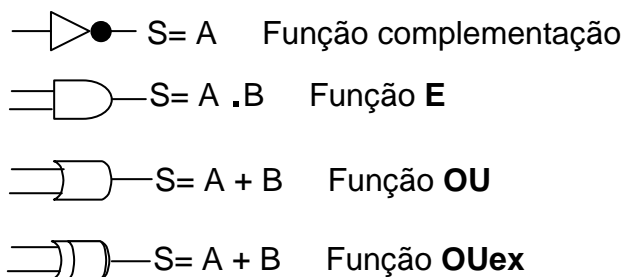 S= A Função complementação
S= A .B Função E
S= A + B Função OU
S= A + B Função OUex